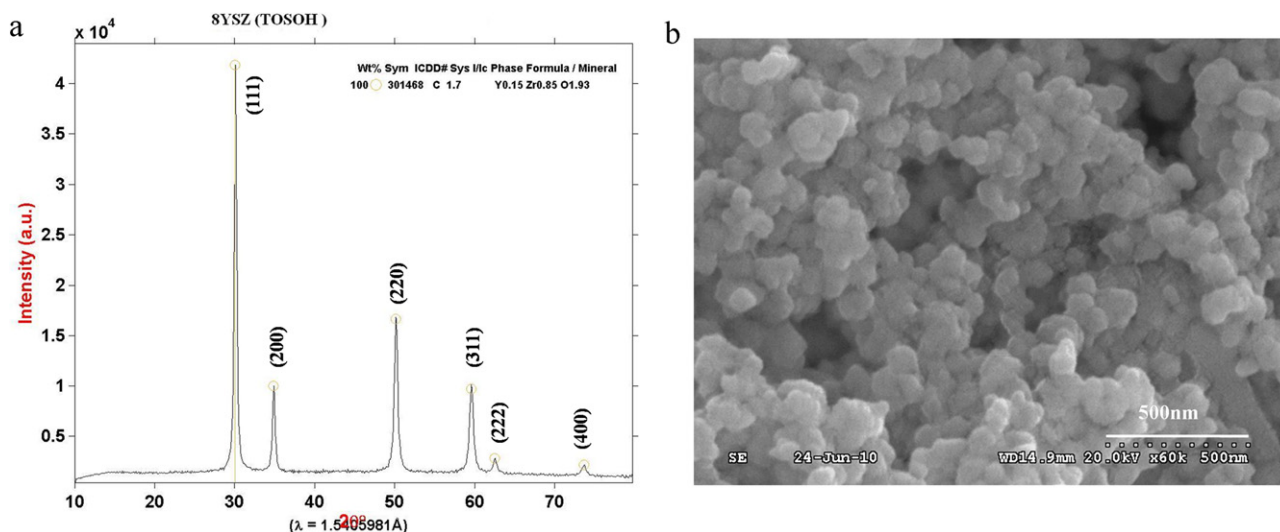 a
8YSZ (TOSOH )
x 10⁴
Wt% Sym ICDD# Sys I/Ic Phase Formula / Mineral
100 301468 C 1.7 Y0.15 Zr0.85 O1.93
4
3.5
3
2.5
2
1.5
1
0.5
Intensity (a.u.)
(111)
(200)
(220)
(311)
(222)
(400)
10 20 30 40 50 60 70
(λ = 1.5405981Å)
b
500nm
SE 24-Jun-10 WD14.9mm 20.0kV x60k 500nm